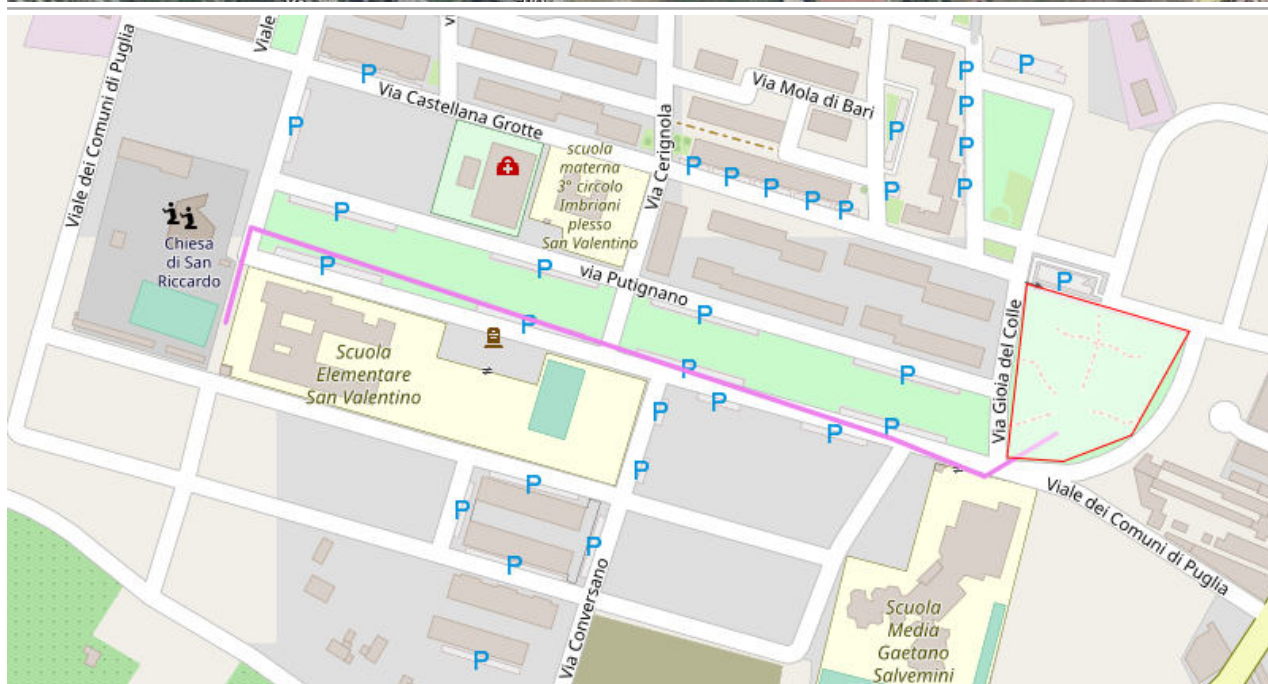 Viale
Viale dei Comuni di Puglia
P
P
Via Castellana Grotte
Via Cerignola
Via Mola di Bari
P
P
P
P
P
P
P
P
P
P
P
P
scuola
materna
3° circolo
Imbriani
plesso
San Valentino
Chiesa
di San
Riccardo
P
P
P
via Putignano
P
P
P
Via Gioia del Colle
P
Scuola
Elementare
San Valentino
P
P
P
P
P
P
P
P
P
P
P
P
Viale dei Comuni di Puglia
Via Conversano
Scuola
Media
Gaetano
Salvemini
P